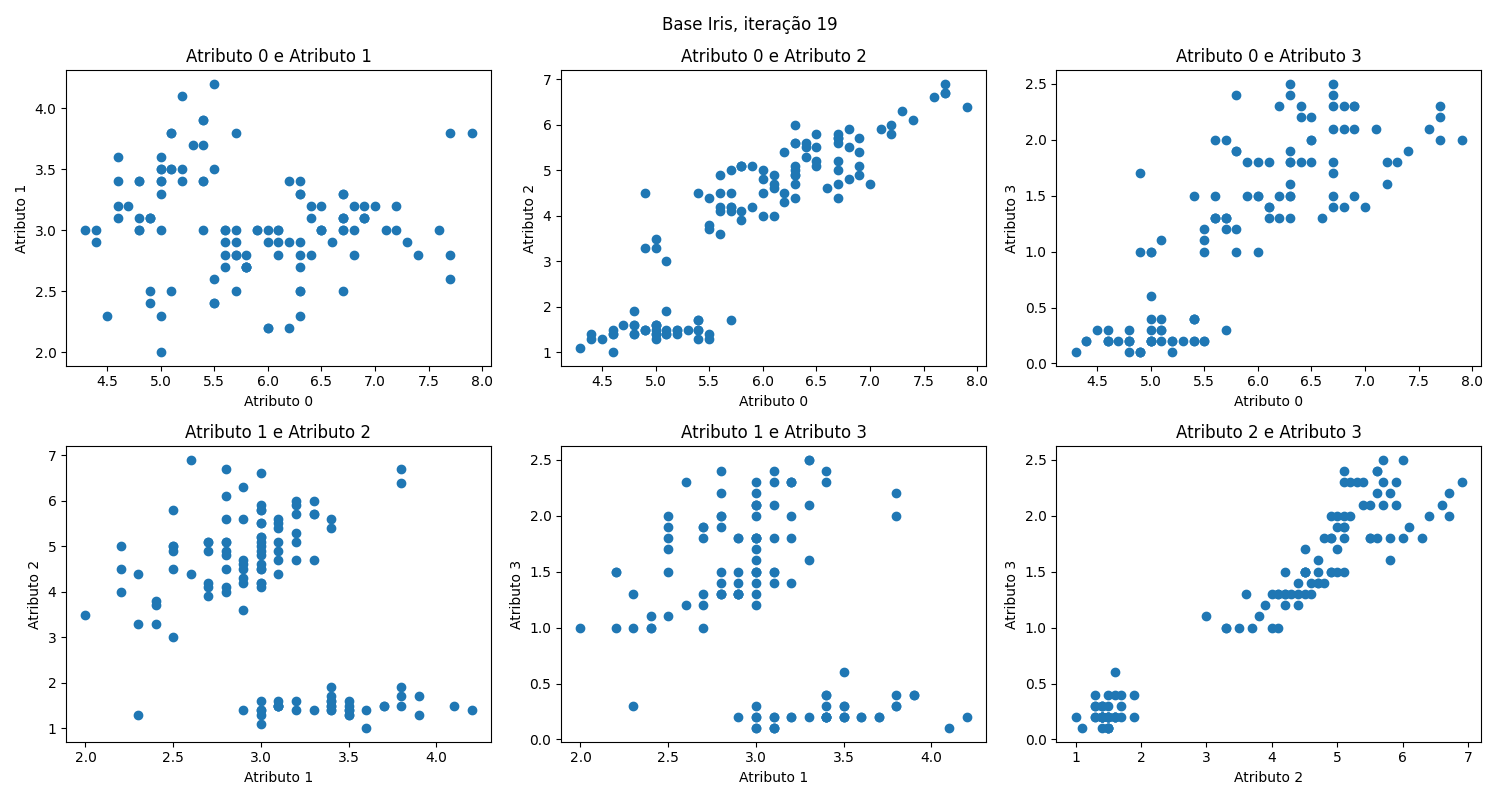 Base Iris, iteração 19
Atributo 0 e Atributo 1
4.0
3.5
3.0
2.5
2.0
Atributo 1
4.5 5.0 5.5 6.0 6.5 7.0 7.5 8.0
Atributo 0
Atributo 0 e Atributo 2
7
6
5
4
3
2
1
Atributo 2
4.5 5.0 5.5 6.0 6.5 7.0 7.5 8.0
Atributo 0
Atributo 0 e Atributo 3
2.5
2.0
1.5
1.0
0.5
0.0
Atributo 3
4.5 5.0 5.5 6.0 6.5 7.0 7.5 8.0
Atributo 0
Atributo 1 e Atributo 2
7
6
5
4
3
2
1
Atributo 2
2.0 2.5 3.0 3.5 4.0
Atributo 1
Atributo 1 e Atributo 3
2.5
2.0
1.5
1.0
0.5
0.0
Atributo 3
2.0 2.5 3.0 3.5 4.0
Atributo 1
Atributo 2 e Atributo 3
2.5
2.0
1.5
1.0
0.5
0.0
Atributo 3
1 2 3 4 5 6 7
Atributo 2